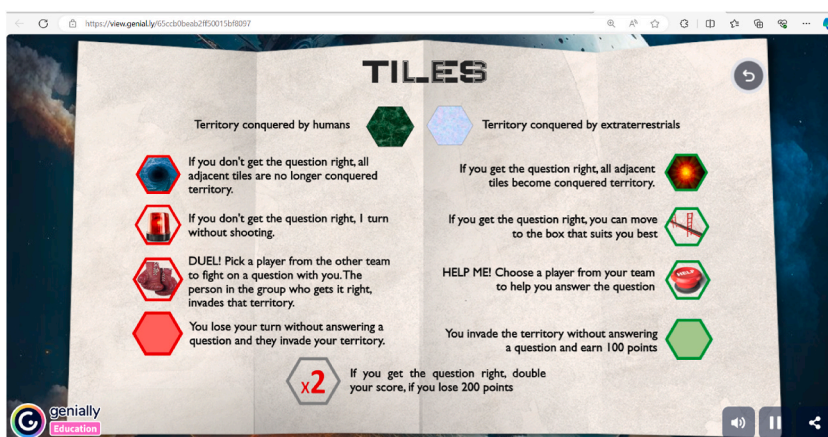 https://view.genial.ly/65ccb0beab2ff50015bf8097
TILES
Territory conquered by humans
Territory conquered by extraterrestrials
If you don't get the question right, all
adjacent tiles are no longer conquered
territory.
If you get the question right, all adjacent
tiles become conquered territory.
If you don't get the question right, 1 turn
without shooting.
If you get the question right, you can move
to the box that suits you best
DUEL! Pick a player from the other team
to fight on a question with you. The
person in the group who gets it right,
invades that territory.
HELP ME! Choose a player from your team
to help you answer the question
HELP
You lose your turn without answering a
question and they invade your territory.
You invade the territory without answering
a question and earn 100 points
x2
If you get the question right, double
your score, if you lose 200 points
genially
Education